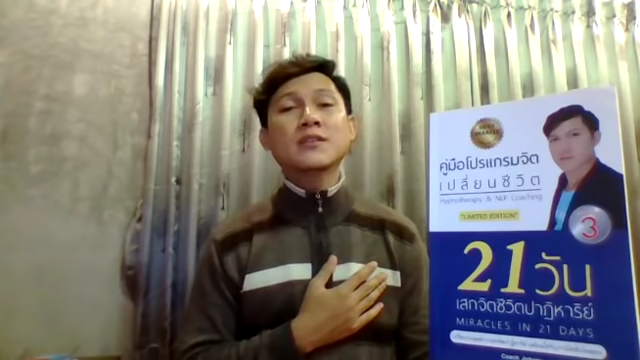 คู่มือโปรแกรมจิต
เปลี่ยนชีวิต
Hypnotherapy & NLP Coaching
"LIMITED EDITION"
3
21 วัน
เสกจิตชีวิตปาฏิหาริย์
MIRACLES IN 21 DAYS
Coach